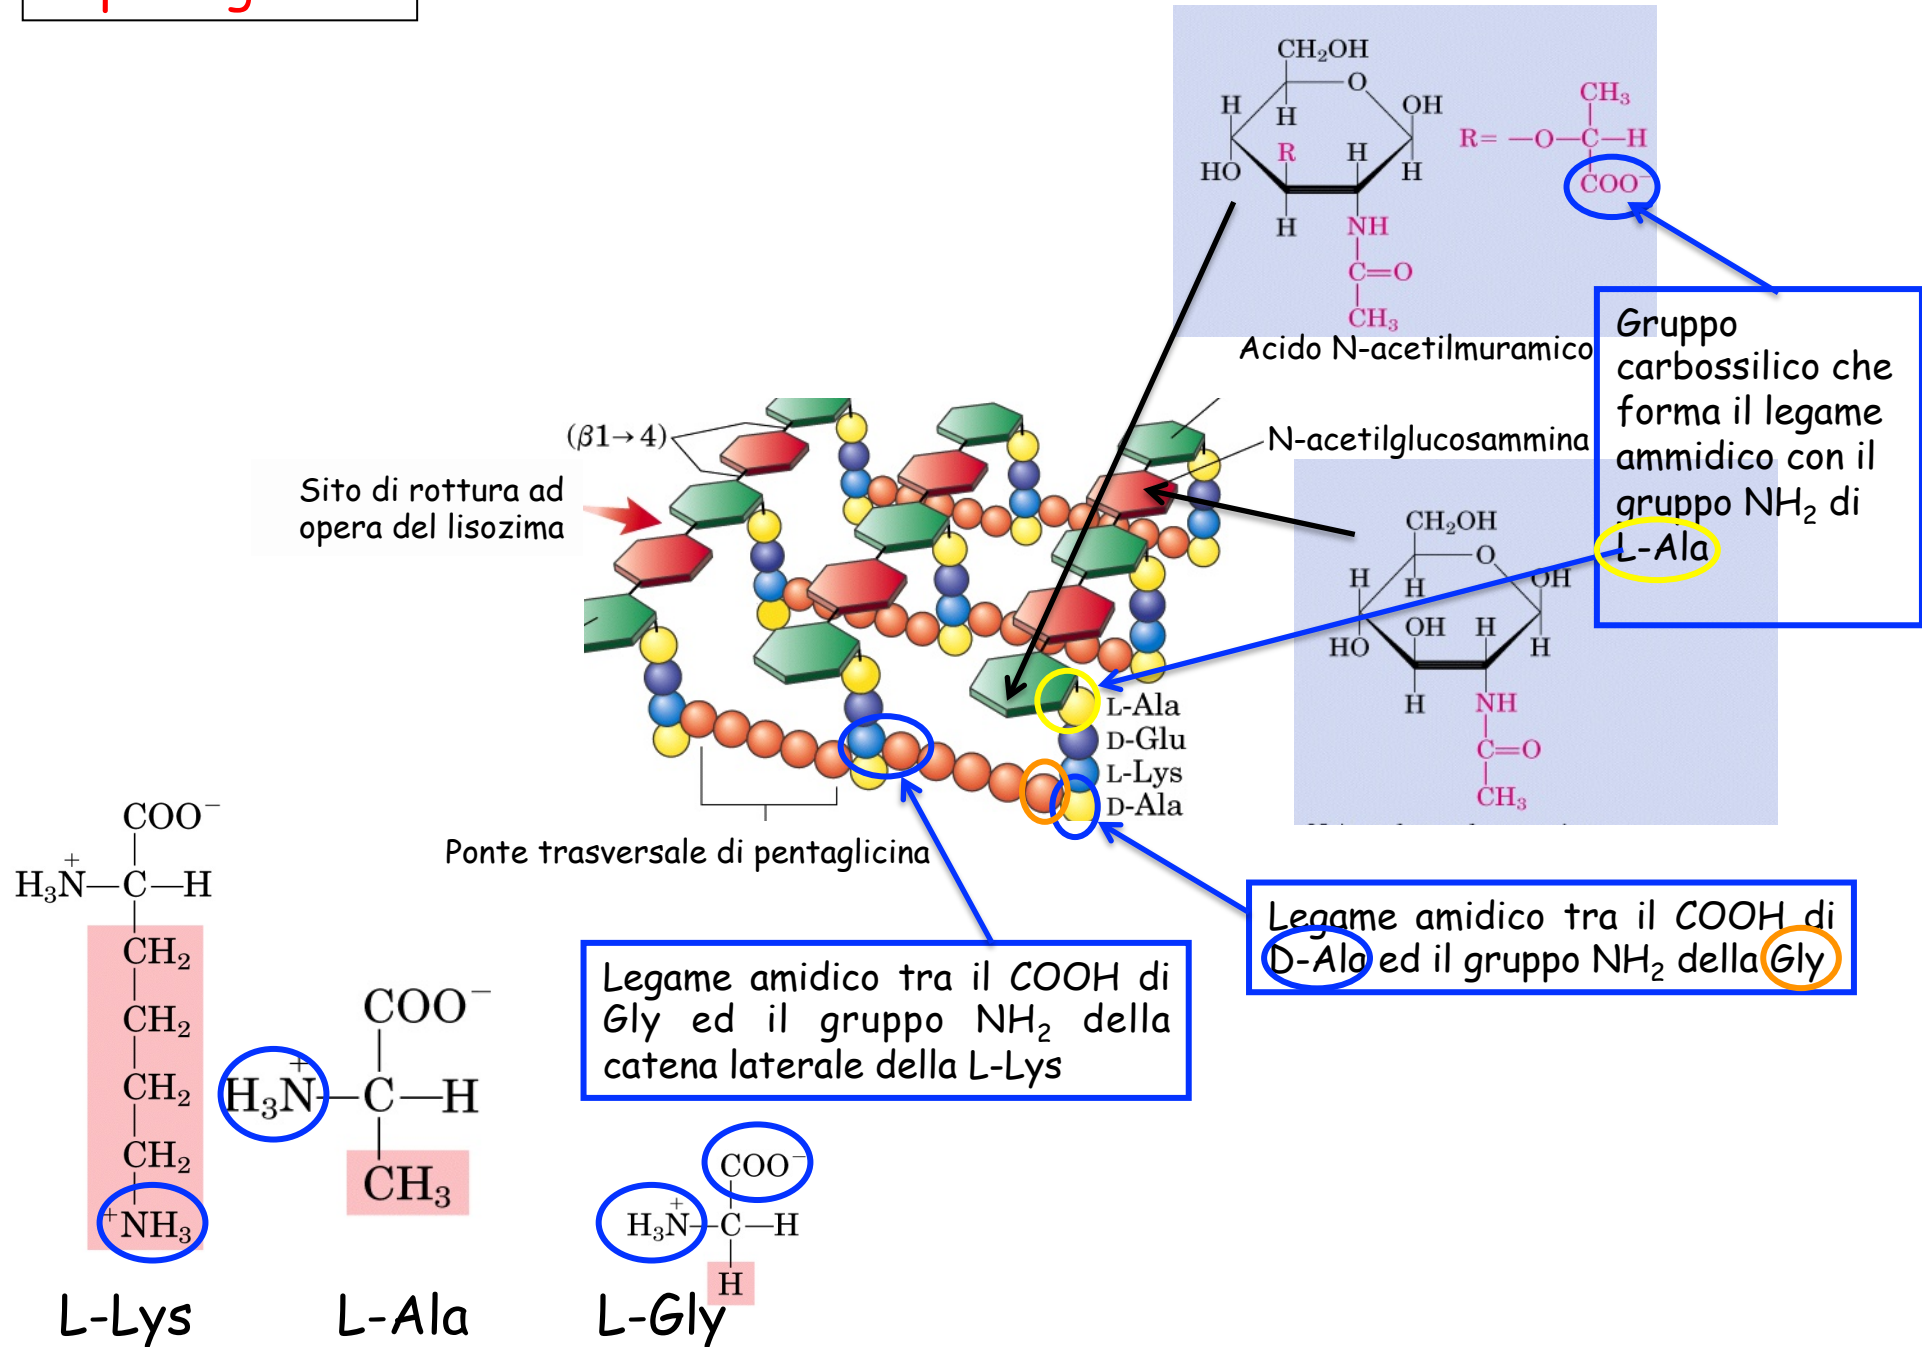 CH₂OH
O
H
OH
H
R
H
HO
H
H
NH
C=O
CH₃
CH₃
R= —O—C—H
COO⁻
Acido N-acetilmuramico
Gruppo
carbossilico che
forma il legame
ammidico con il
gruppo NH₂ di
L-Ala
(β1→4)
N-acetilglucosammina
Sito di rottura ad
opera del lisozima
CH₂OH
O
H
OH
H
OH
H
HO
H
H
NH
C=O
CH₃
L-Ala
D-Glu
L-Lys
D-Ala
Ponte trasversale di pentaglicina
Legame amidico tra il COOH di
D-Ala ed il gruppo NH₂ della Gly
Legame amidico tra il COOH di
Gly ed il gruppo NH₂ della
catena laterale della L-Lys
COO⁻
H₃N⁺—C—H
CH₂
CH₂
CH₂
CH₂
⁺NH₃
L-Lys
COO⁻
H₃N⁺—C—H
CH₃
L-Ala
COO⁻
H₃N⁺—C—H
H
L-Gly